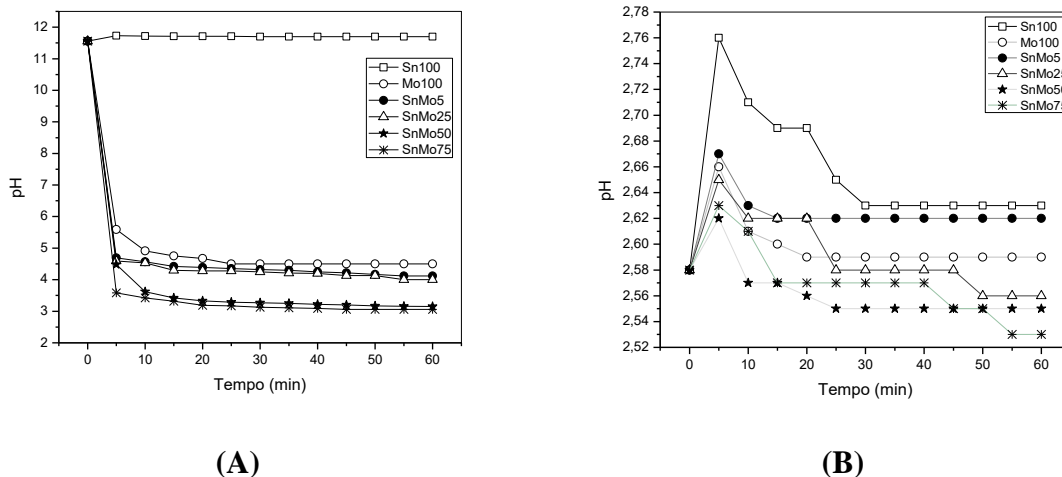 12
11
10
9
8
7
6
5
4
3
2
pH
0
10
20
30
40
50
60
Tempo (min)
Sn100
Mo100
SnMo5
SnMo25
SnMo50
SnMo75
(A)
2,78
2,76
2,74
2,72
2,70
2,68
2,66
2,64
2,62
2,60
2,58
2,56
2,54
2,52
pH
0
10
20
30
40
50
60
Tempo (min)
Sn100
Mo100
SnMo5
SnMo25
SnMo50
SnMo75
(B)